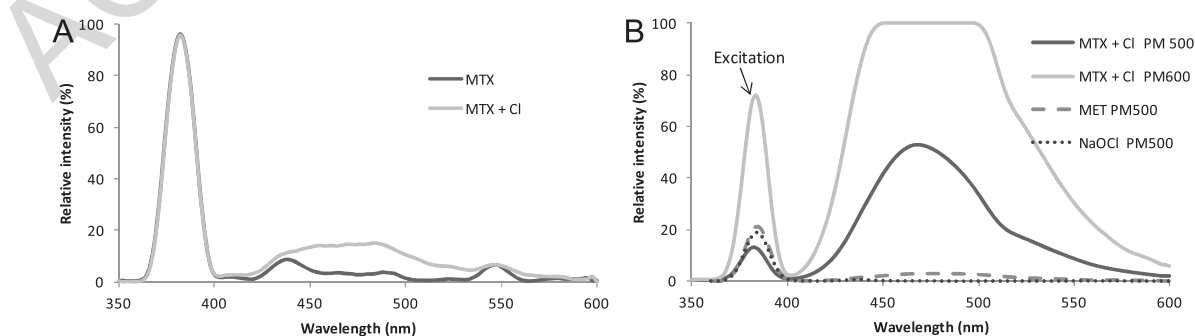 A
Relative intensity (%)
100
80
60
40
20
0
350
400
450
500
550
600
Wavelength (nm)
MTX
MTX + Cl
B
Relative intensity (%)
100
80
60
40
20
0
350
400
450
500
550
600
Wavelength (nm)
Excitation
MTX + Cl PM 500
MTX + Cl PM600
MET PM500
NaOCl PM500